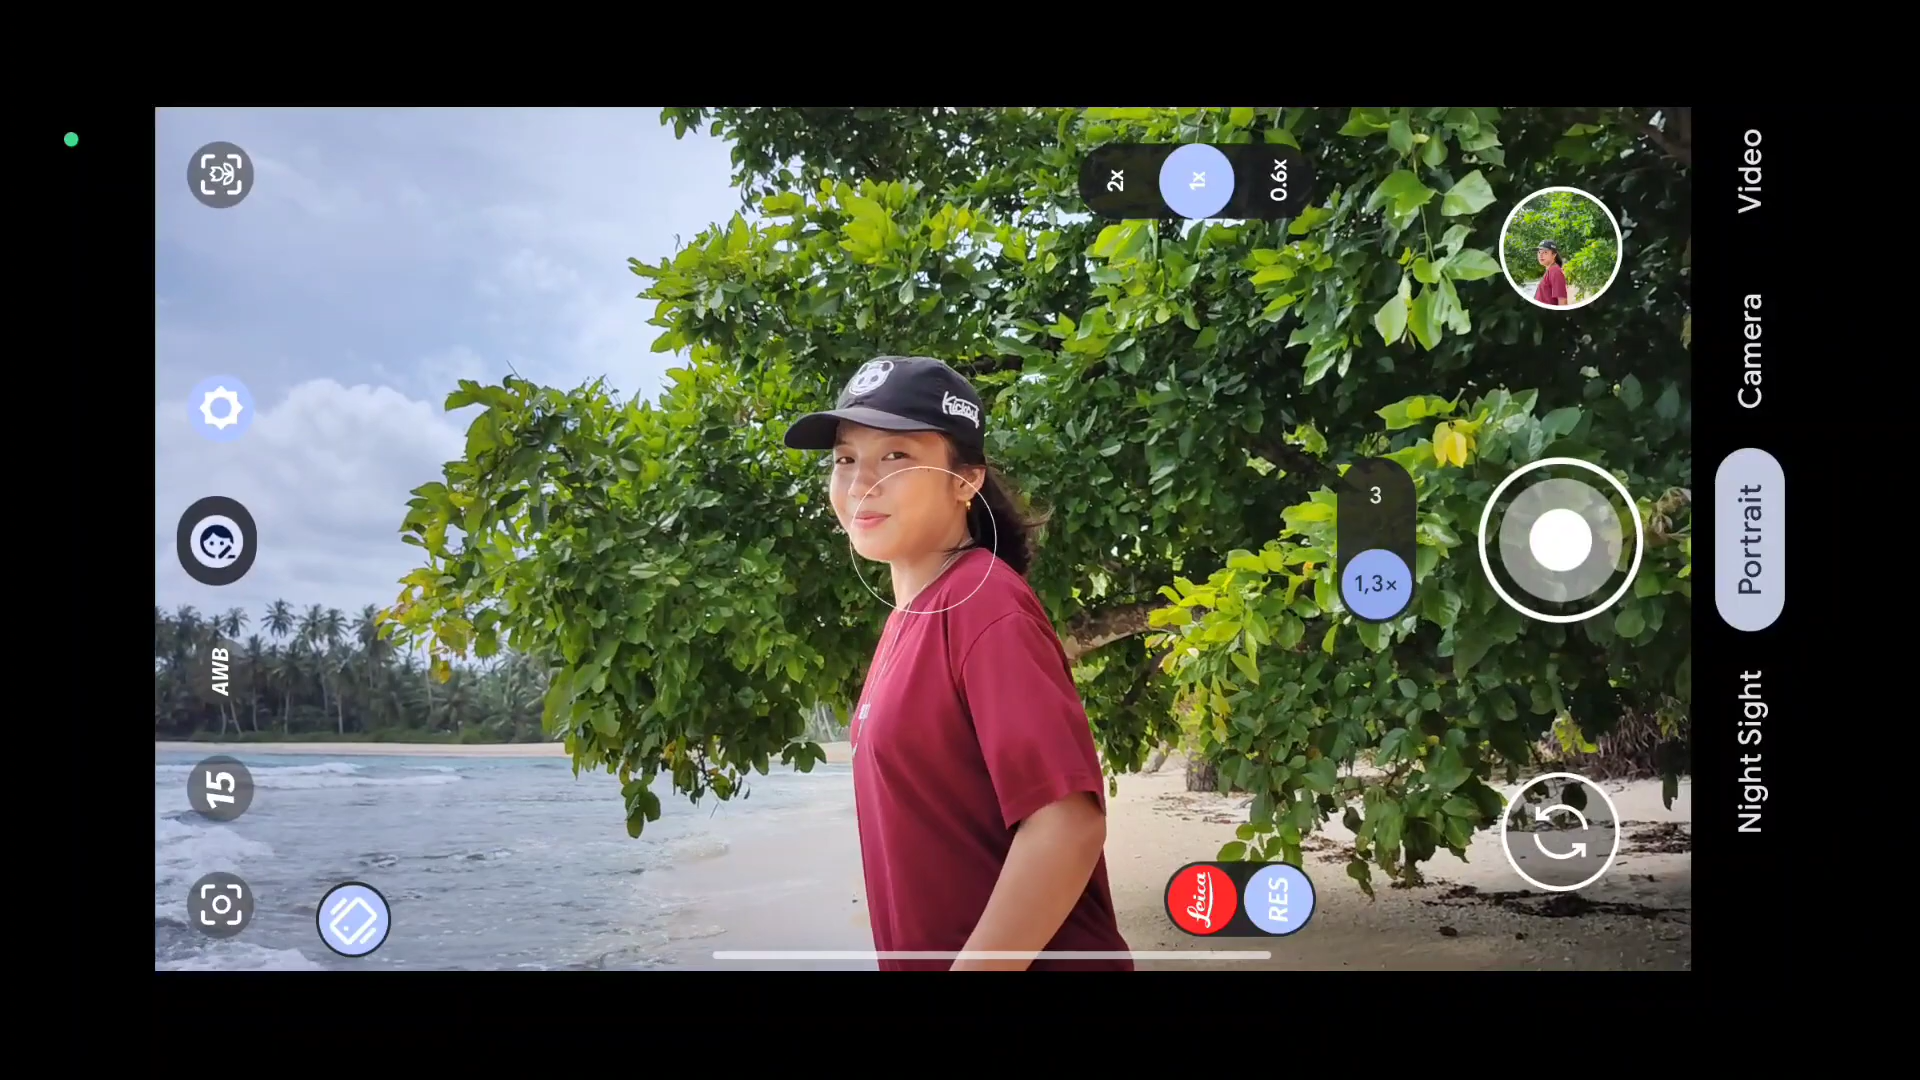 2x
1x
0.6x
Video
Camera
Portrait
Night Sight
3
1,3×
AWB
15
Leica
RES